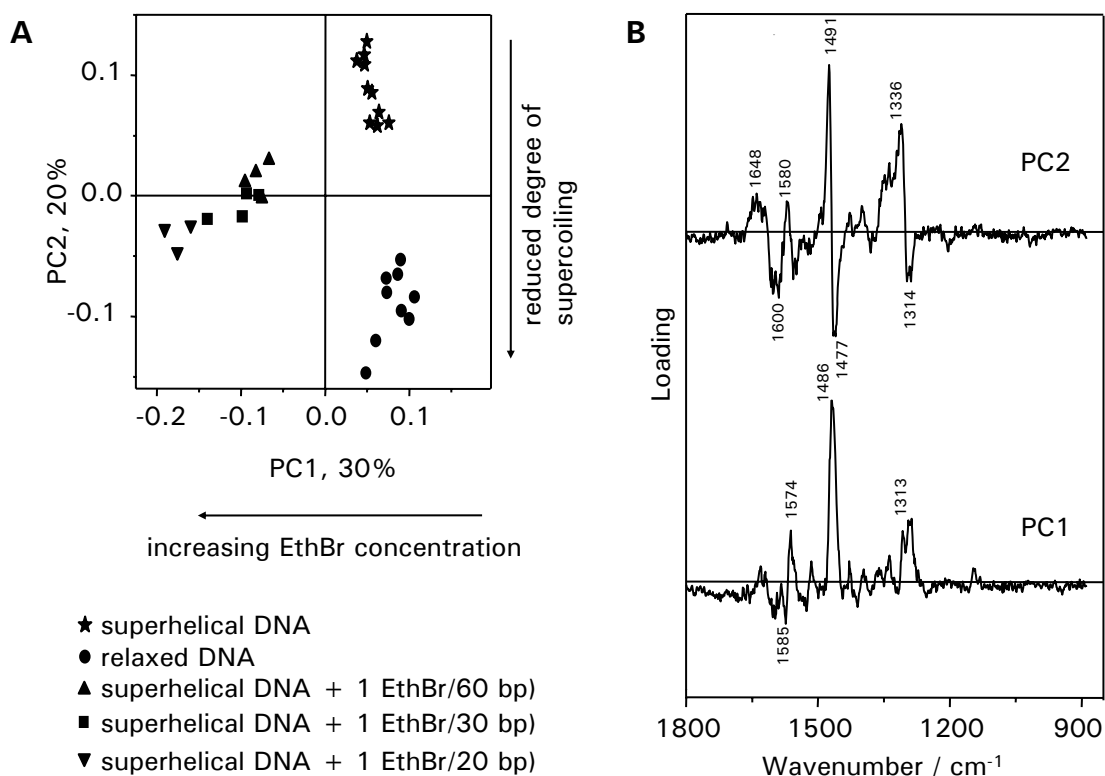 A
0.1
0.0
-0.1
PC2, 20%
-0.2
-0.1
0.0
0.1
PC1, 30%
increasing EthBr concentration
reduced degree of
supercoiling
superhelical DNA
relaxed DNA
superhelical DNA + 1 EthBr/60 bp)
superhelical DNA + 1 EthBr/30 bp)
superhelical DNA + 1 EthBr/20 bp)
B
Loading
1491
1336
1648
1580
PC2
1600
1477
1314
1486
1574
1313
PC1
1585
1800
1500
1200
900
Wavenumber / cm⁻¹